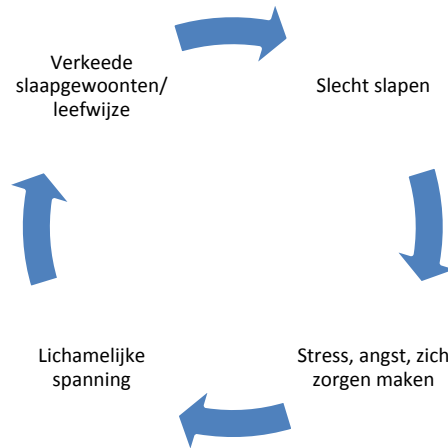 Verkeede
slaapgewoonten/
leefwijze
Slecht slapen
Stress, angst, zich
zorgen maken
Lichamelijke
spanning